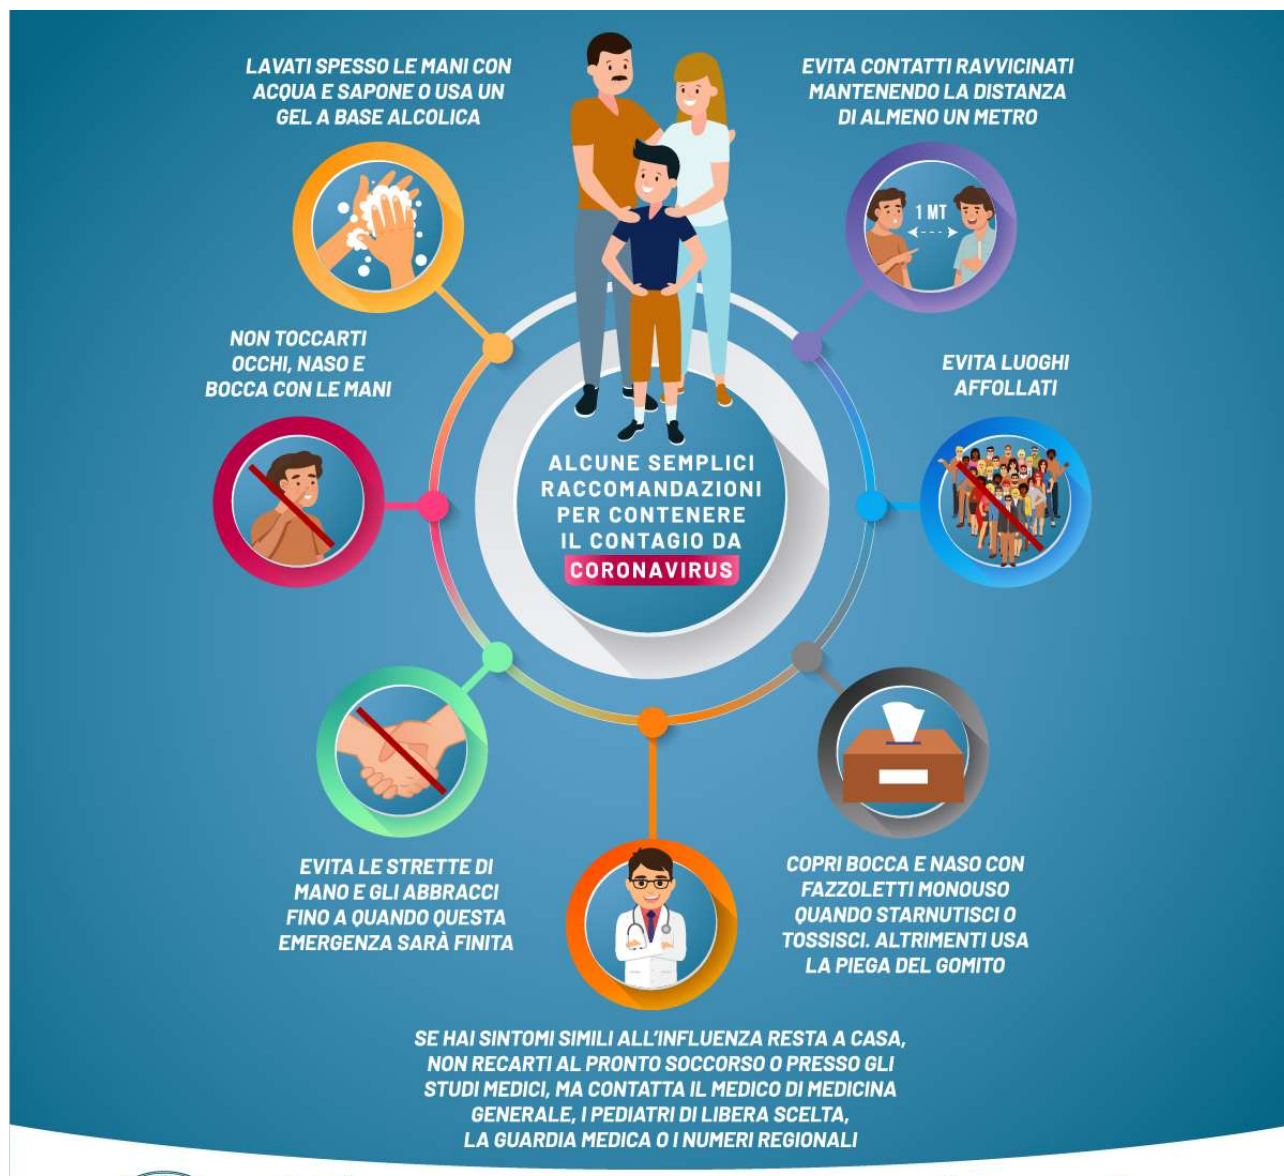 LAVATI SPESSO LE MANI CON
ACQUA E SAPONE O USA UN
GEL A BASE ALCOLICA
EVITA CONTATTI RAVVICINATI
MANTENENDO LA DISTANZA
DI ALMENO UN METRO
1 MT
NON TOCCARTI
OCCHI, NASO E
BOCCA CON LE MANI
EVITA LUOGHI
AFFOLLATI
ALCUNE SEMPLICI
RACCOMANDAZIONI
PER CONTENERE
IL CONTAGIO DA
CORONAVIRUS
EVITA LE STRETTE DI
MANO E GLI ABBRACCI
FINO A QUANDO QUESTA
EMERGENZA SARÀ FINITA
COPRI BOCCA E NASO CON
FAZZOLETTI MONOUSO
QUANDO STARNUTISCI O
TOSSISCI. ALTRIMENTI USA
LA PIEGA DEL GOMITO
SE HAI SINTOMI SIMILI ALL'INFLUENZA RESTA A CASA,
NON RECARTI AL PRONTO SOCCORSO O PRESSO GLI
STUDI MEDICI, MA CONTATTA IL MEDICO DI MEDICINA
GENERALE, I PEDIATRI DI LIBERA SCELTA,
LA GUARDIA MEDICA O I NUMERI REGIONALI